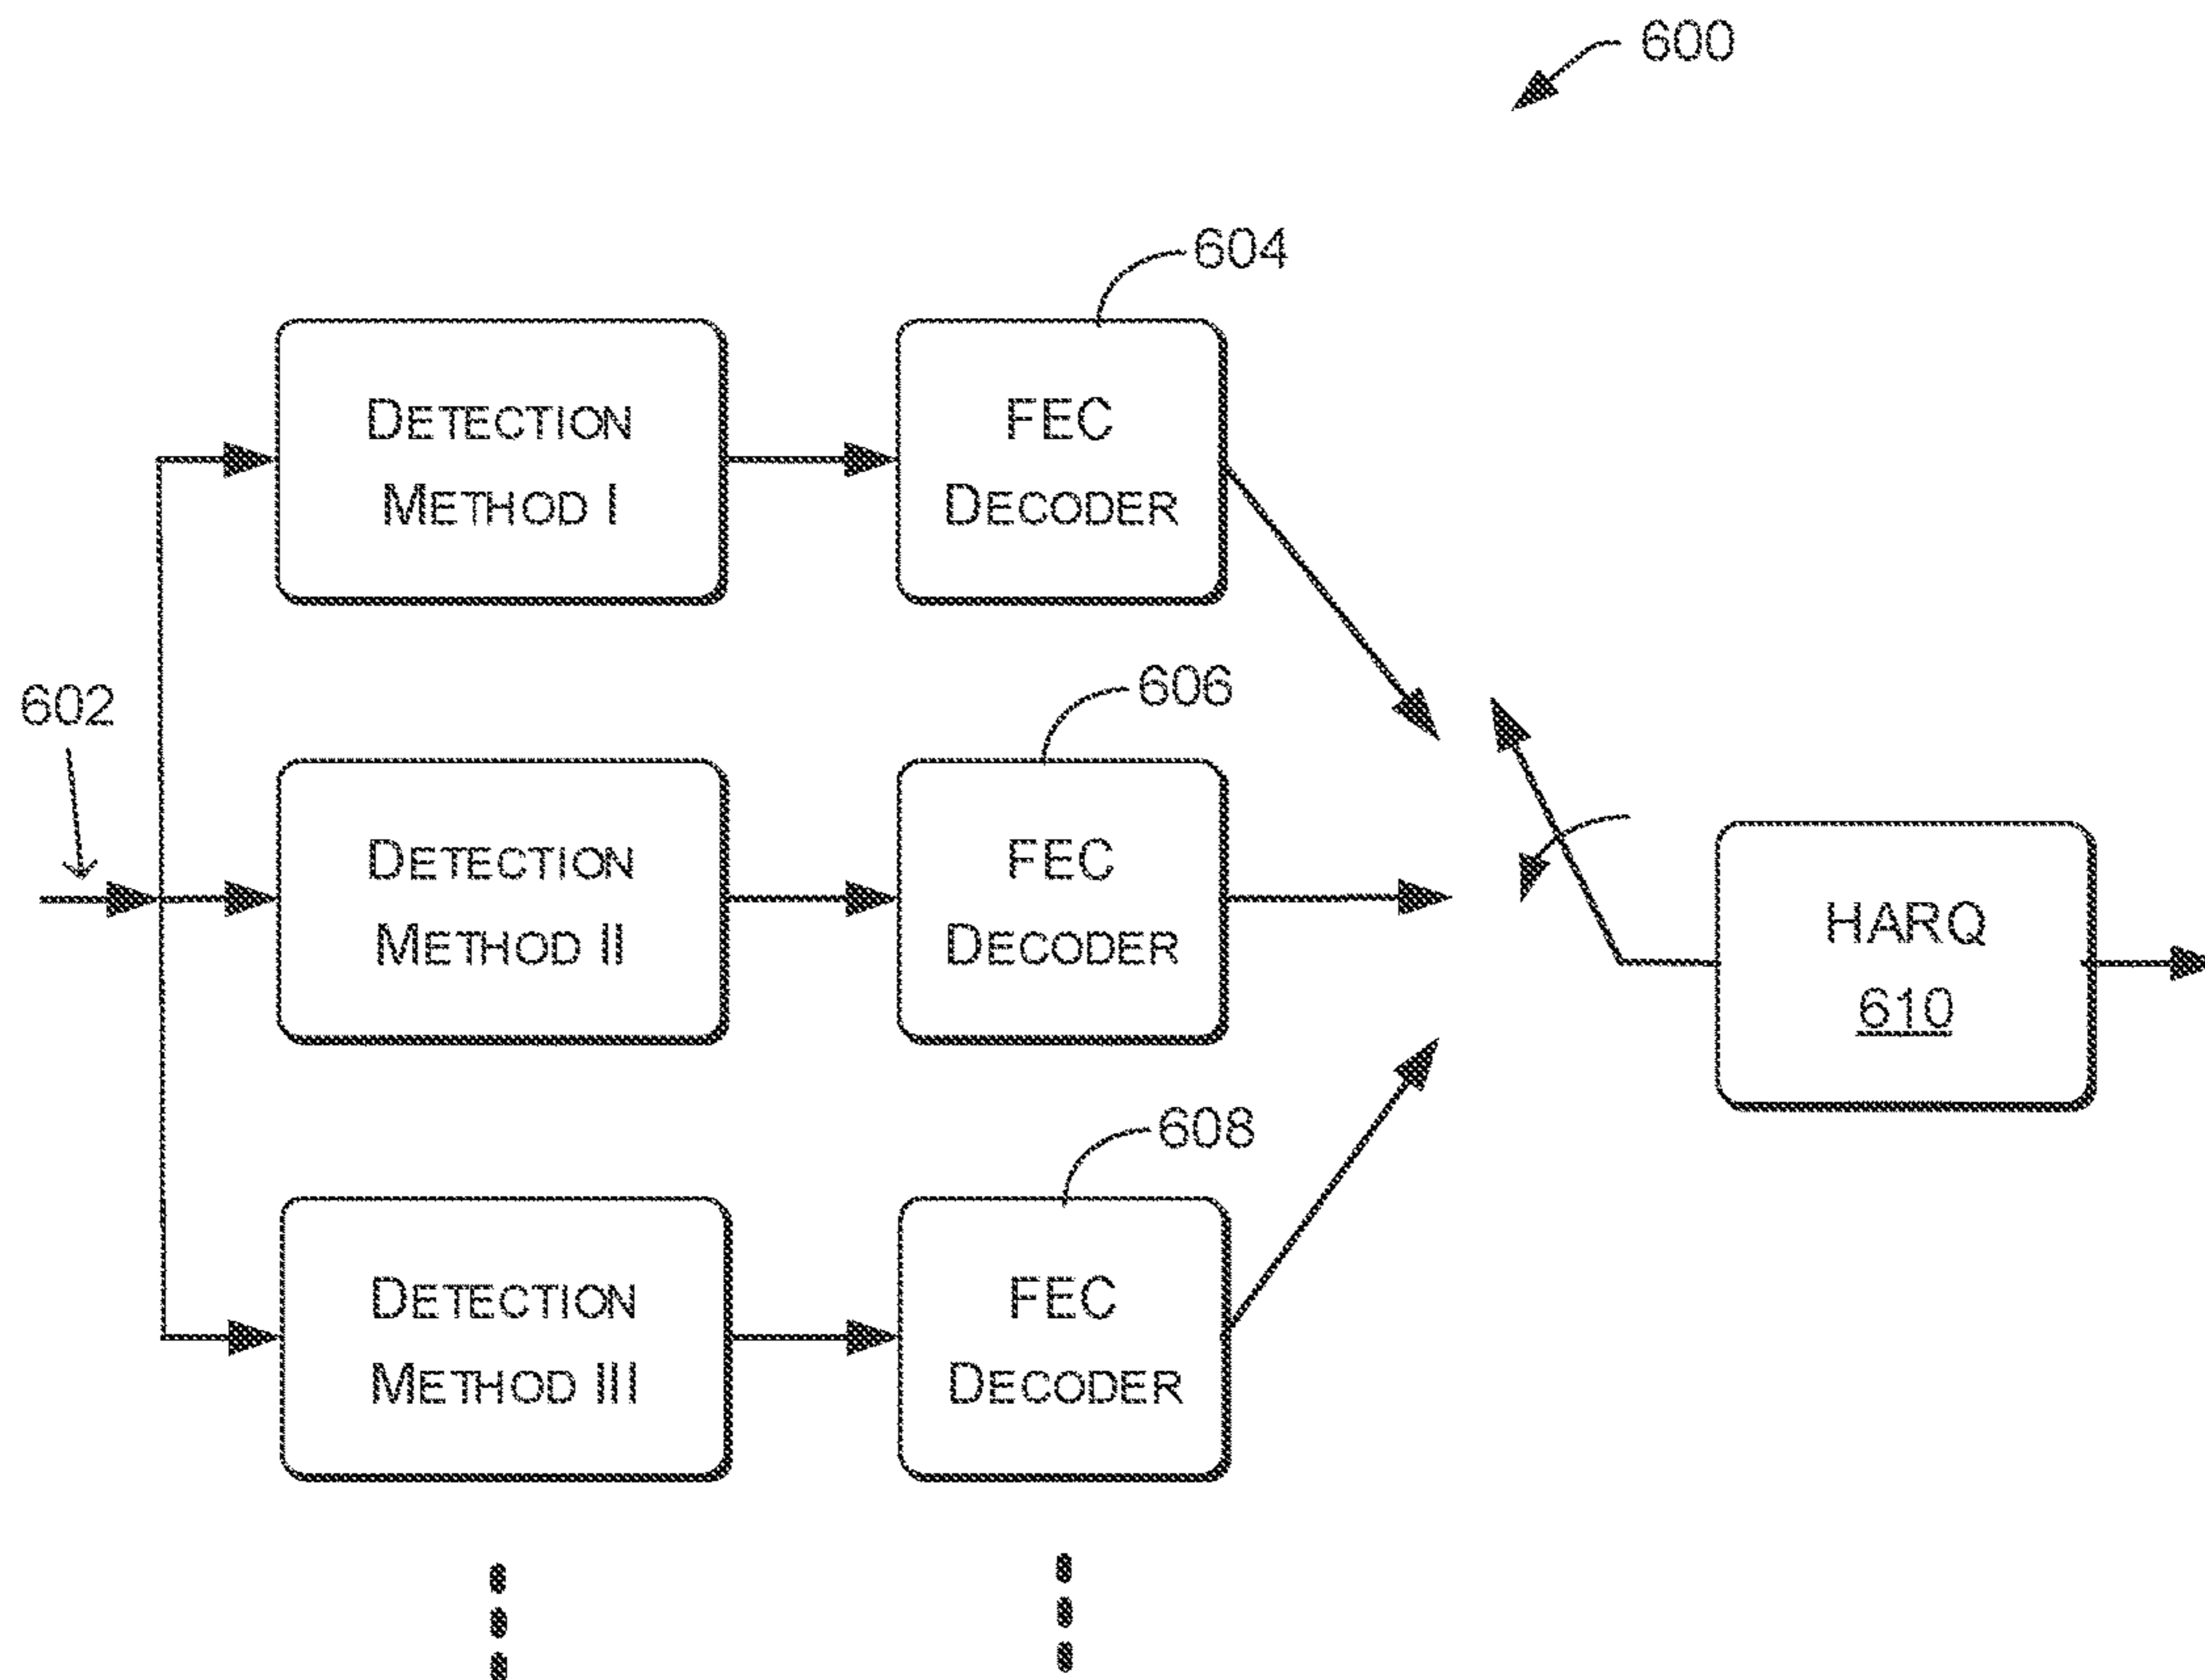 600
604
DETECTION
METHOD I
FEC
DECODER
602
606
DETECTION
METHOD II
FEC
DECODER
HARQ
610
608
DETECTION
METHOD III
FEC
DECODER